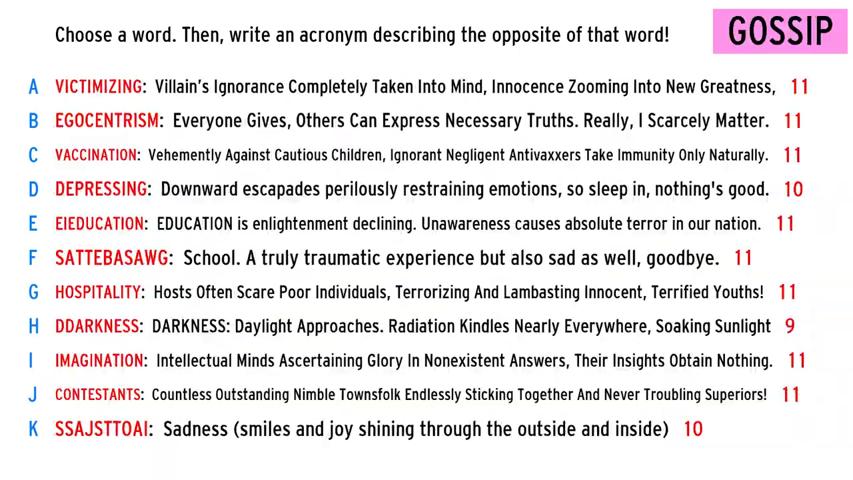 Choose a word. Then, write an acronym describing the opposite of that word!
GOSSIP
A VICTIMIZING: Villain's Ignorance Completely Taken Into Mind, Innocence Zooming Into New Greatness, 11
B EGOCENTRISM: Everyone Gives, Others Can Express Necessary Truths. Really, I Scarcely Matter. 11
C VACCINATION: Vehemently Against Cautious Children, Ignorant Negligent Antivaxxers Take Immunity Only Naturally. 11
D DEPRESSING: Downward escapades perilously restraining emotions, so sleep in, nothing's good. 10
E EIEDUCATION: EDUCATION is enlightenment declining. Unawareness causes absolute terror in our nation. 11
F SATTEBASAWG: School. A truly traumatic experience but also sad as well, goodbye. 11
G HOSPITALITY: Hosts Often Scare Poor Individuals, Terrorizing And Lambasting Innocent, Terrified Youths! 11
H DDARKNESS: DARKNESS: Daylight Approaches. Radiation Kindles Nearly Everywhere, Soaking Sunlight 9
I IMAGINATION: Intellectual Minds Ascertaining Glory In Nonexistent Answers, Their Insights Obtain Nothing. 11
J CONTESTANTS: Countless Outstanding Nimble Townsfolk Endlessly Sticking Together And Never Troubling Superiors! 11
K SSAJSTTOAI: Sadness (smiles and joy shining through the outside and inside) 10